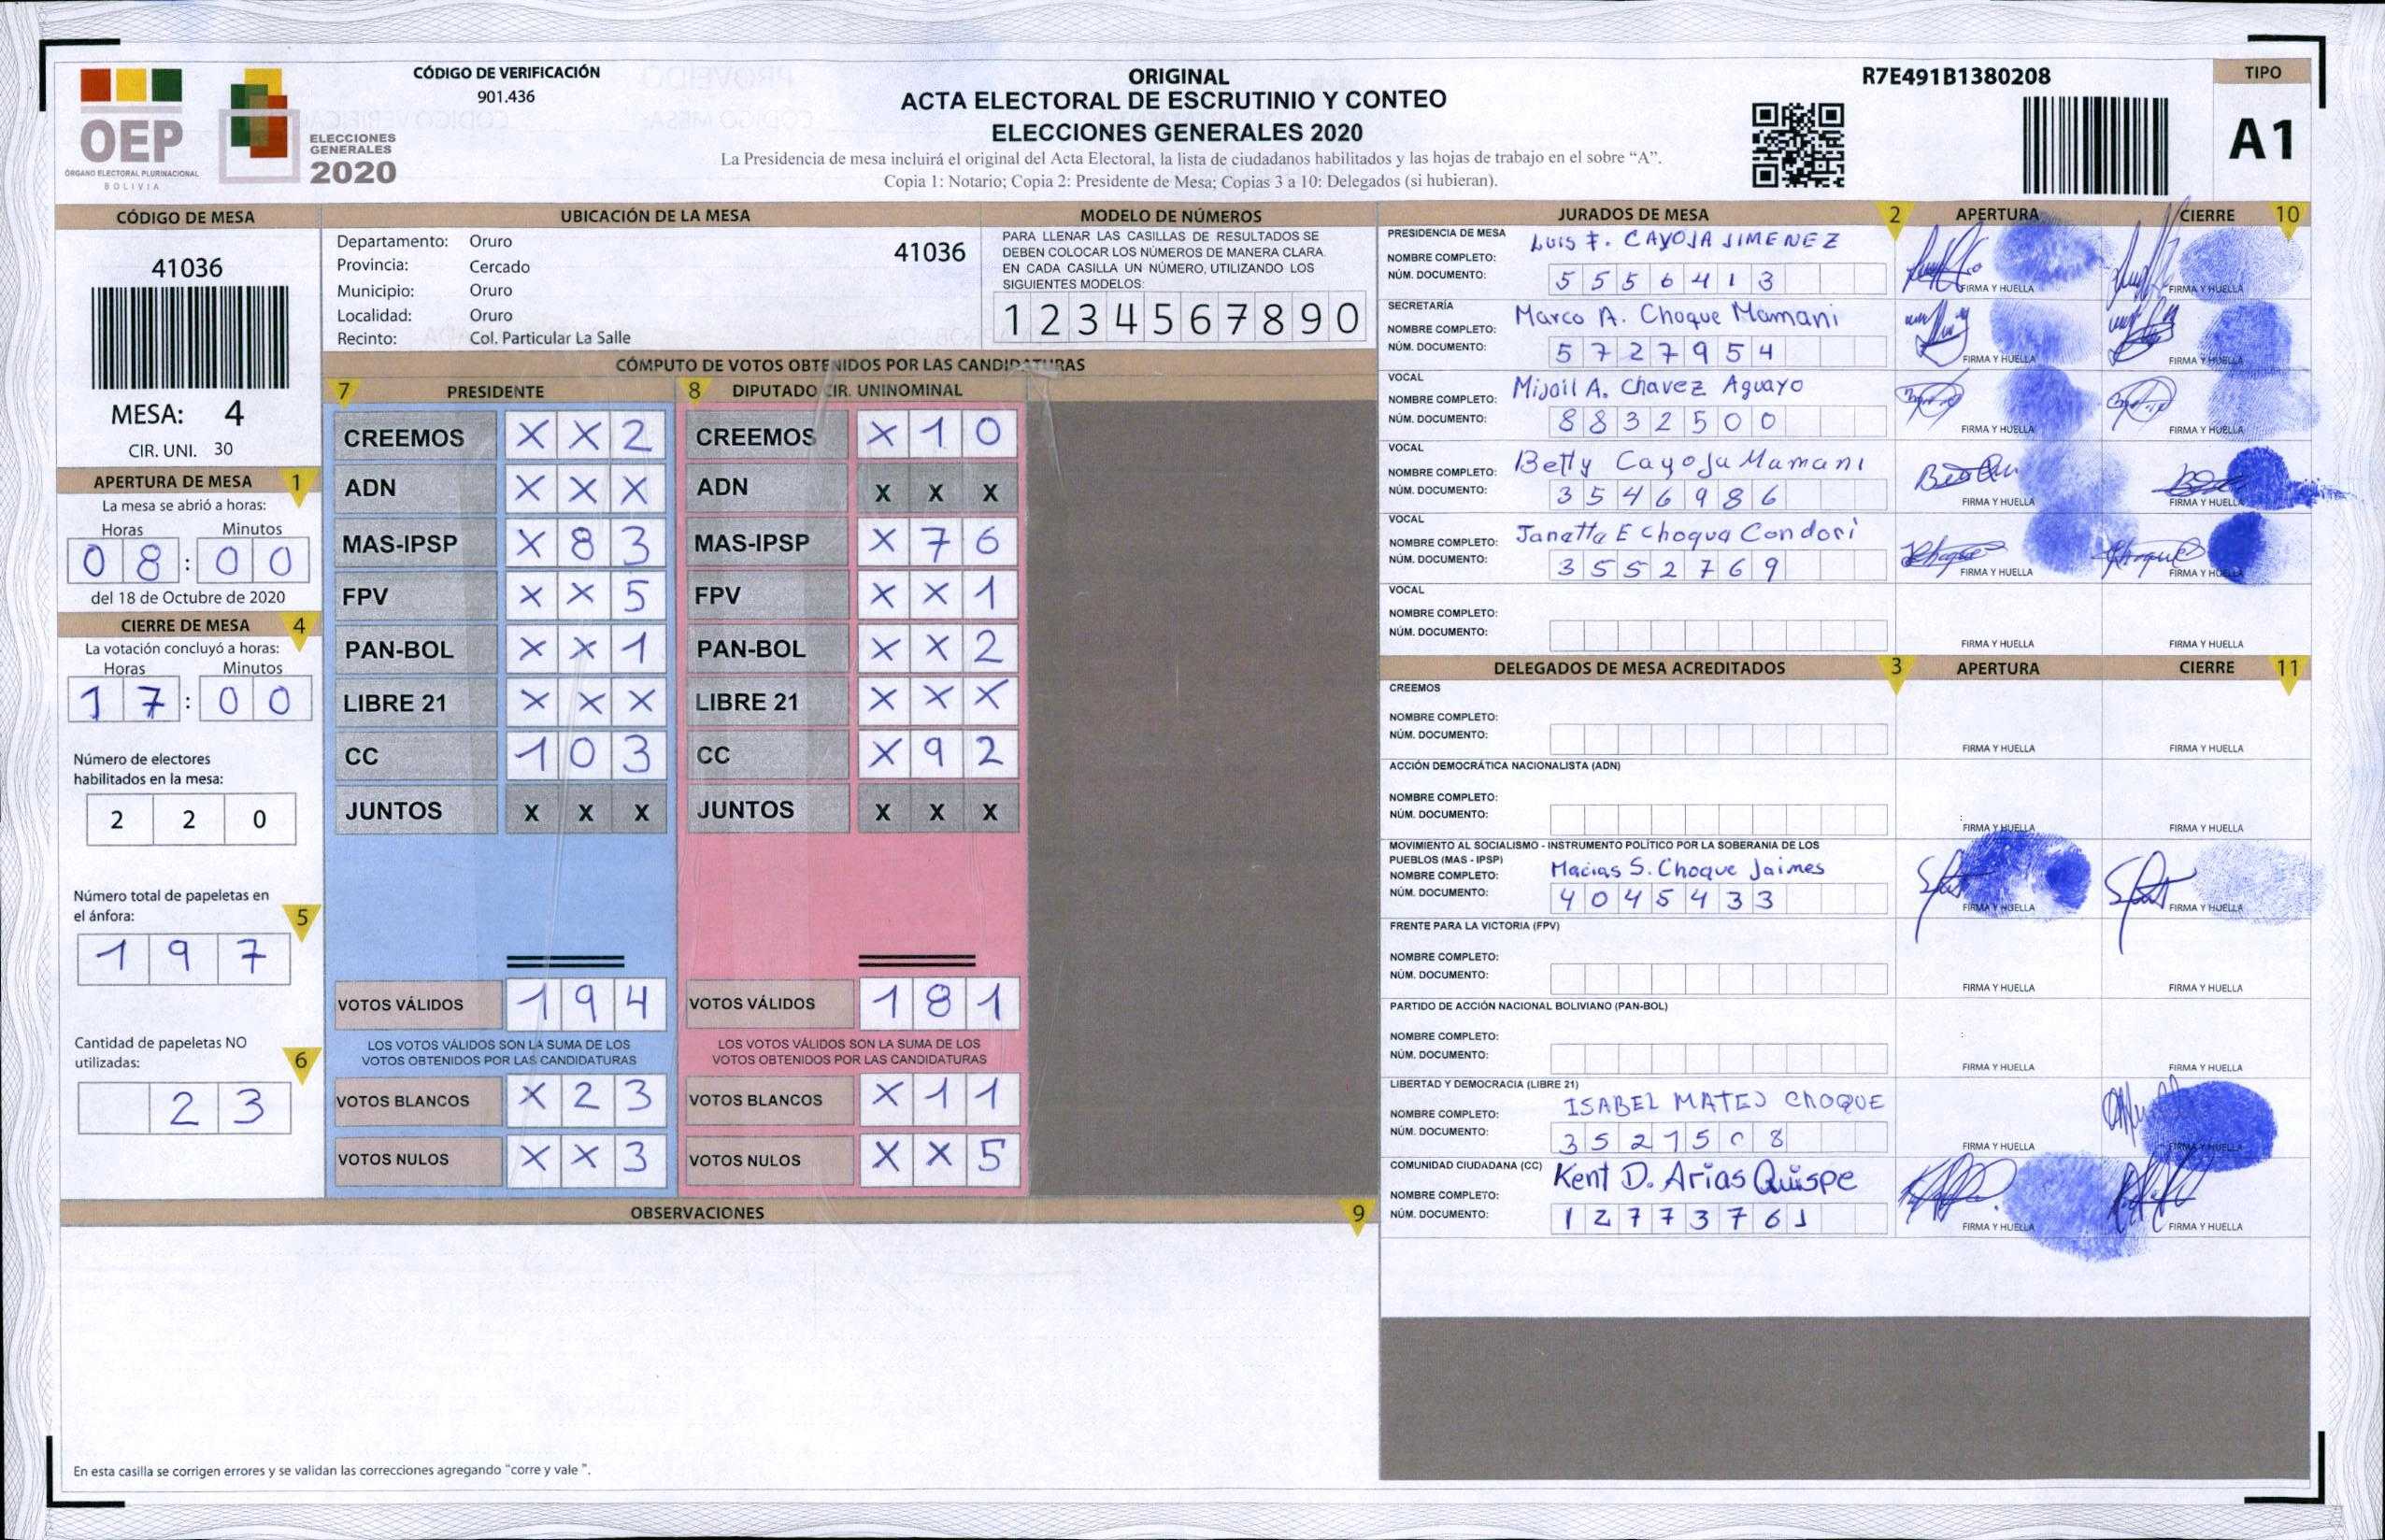 CÓDIGO DE VERIFICACIÓN
901.436
OEP
ÓRGANO ELECTORAL PLURINACIONAL
BOLIVIA
ELECCIONES
GENERALES
2020
ORIGINAL
ACTA ELECTORAL DE ESCRUTINIO Y CONTEO
ELECCIONES GENERALES 2020
La Presidencia de mesa incluirá el original del Acta Electoral, la lista de ciudadanos habilitados y las hojas de trabajo en el sobre “A”.
Copia 1: Notario; Copia 2: Presidente de Mesa; Copias 3 a 10: Delegados (si hubieran).
R7E491B1380208
TIPO
A1
CÓDIGO DE MESA
41036
MESA: 4
CIR. UNI. 30
APERTURA DE MESA 1
La mesa se abrió a horas:
Horas Minutos
0 8 : 0 0
del 18 de Octubre de 2020
CIERRE DE MESA 4
La votación concluyó a horas:
Horas Minutos
1 7 : 0 0
Número de electores
habilitados en la mesa:
2 2 0
Número total de papeletas en
el ánfora: 5
1 9 7
Cantidad de papeletas NO
utilizadas: 6
2 3
UBICACIÓN DE LA MESA
Departamento: Oruro
41036
Provincia: Cercado
Municipio: Oruro
Localidad: Oruro
Recinto: Col. Particular La Salle
MODELO DE NÚMEROS
PARA LLENAR LAS CASILLAS DE RESULTADOS SE
DEBEN COLOCAR LOS NÚMEROS DE MANERA CLARA.
EN CADA CASILLA UN NÚMERO, UTILIZANDO LOS
SIGUIENTES MODELOS:
1 2 3 4 5 6 7 8 9 0
CÓMPUTO DE VOTOS OBTENIDOS POR LAS CANDIDATURAS
7 PRESIDENTE
CREEMOS X X 2
ADN X X X
MAS-IPSP X 8 3
FPV X X 5
PAN-BOL X X 1
LIBRE 21 X X X
CC 1 0 3
JUNTOS X X X
VOTOS VÁLIDOS 1 9 4
LOS VOTOS VÁLIDOS SON LA SUMA DE LOS
VOTOS OBTENIDOS POR LAS CANDIDATURAS
VOTOS BLANCOS X 2 3
VOTOS NULOS X X 3
8 DIPUTADO CIR. UNINOMINAL
CREEMOS X 1 0
ADN X X X
MAS-IPSP X 7 6
FPV X X 1
PAN-BOL X X 2
LIBRE 21 X X X
CC X 9 2
JUNTOS X X X
VOTOS VÁLIDOS 1 8 1
LOS VOTOS VÁLIDOS SON LA SUMA DE LOS
VOTOS OBTENIDOS POR LAS CANDIDATURAS
VOTOS BLANCOS X 1 1
VOTOS NULOS X X 5
OBSERVACIONES 9
En esta casilla se corrigen errores y se validan las correcciones agregando “corre y vale ”.
JURADOS DE MESA 2 APERTURA CIERRE 10
PRESIDENCIA DE MESA
NOMBRE COMPLETO: LUIS F. CAYOJA JIMENEZ
NÚM. DOCUMENTO: 5 5 5 6 4 1 3
FIRMA Y HUELLA FIRMA Y HUELLA
SECRETARÍA
NOMBRE COMPLETO: Marco A. Choque Mamani
NÚM. DOCUMENTO: 5 7 2 7 9 5 4
FIRMA Y HUELLA FIRMA Y HUELLA
VOCAL
NOMBRE COMPLETO: Mijail A. Chavez Aguayo
NÚM. DOCUMENTO: 8 8 3 2 5 0 0
FIRMA Y HUELLA FIRMA Y HUELLA
VOCAL
NOMBRE COMPLETO: Betty Cayoja Mamani
NÚM. DOCUMENTO: 3 5 4 6 9 8 6
FIRMA Y HUELLA FIRMA Y HUELLA
VOCAL
NOMBRE COMPLETO: Janette E Choque Condori
NÚM. DOCUMENTO: 3 5 5 2 7 6 9
FIRMA Y HUELLA FIRMA Y HUELLA
VOCAL
NOMBRE COMPLETO:
NÚM. DOCUMENTO:
FIRMA Y HUELLA FIRMA Y HUELLA
DELEGADOS DE MESA ACREDITADOS 3 APERTURA CIERRE 11
CREEMOS
NOMBRE COMPLETO:
NÚM. DOCUMENTO:
FIRMA Y HUELLA FIRMA Y HUELLA
ACCIÓN DEMOCRÁTICA NACIONALISTA (ADN)
NOMBRE COMPLETO:
NÚM. DOCUMENTO:
FIRMA Y HUELLA FIRMA Y HUELLA
MOVIMIENTO AL SOCIALISMO - INSTRUMENTO POLÍTICO POR LA SOBERANIA DE LOS
PUEBLOS (MAS - IPSP)
NOMBRE COMPLETO: Macias S. Choque Jaimes
NÚM. DOCUMENTO: 4 0 4 5 4 3 3
FIRMA Y HUELLA FIRMA Y HUELLA
FRENTE PARA LA VICTORIA (FPV)
NOMBRE COMPLETO:
NÚM. DOCUMENTO:
FIRMA Y HUELLA FIRMA Y HUELLA
PARTIDO DE ACCIÓN NACIONAL BOLIVIANO (PAN-BOL)
NOMBRE COMPLETO:
NÚM. DOCUMENTO:
FIRMA Y HUELLA FIRMA Y HUELLA
LIBERTAD Y DEMOCRACIA (LIBRE 21)
NOMBRE COMPLETO: ISABEL MATEO CHOQUE
NÚM. DOCUMENTO: 3 5 2 1 5 0 8
FIRMA Y HUELLA FIRMA Y HUELLA
COMUNIDAD CIUDADANA (CC)
NOMBRE COMPLETO: Kent D. Arias Quispe
NÚM. DOCUMENTO: 1 2 7 7 3 7 6 1
FIRMA Y HUELLA FIRMA Y HUELLA